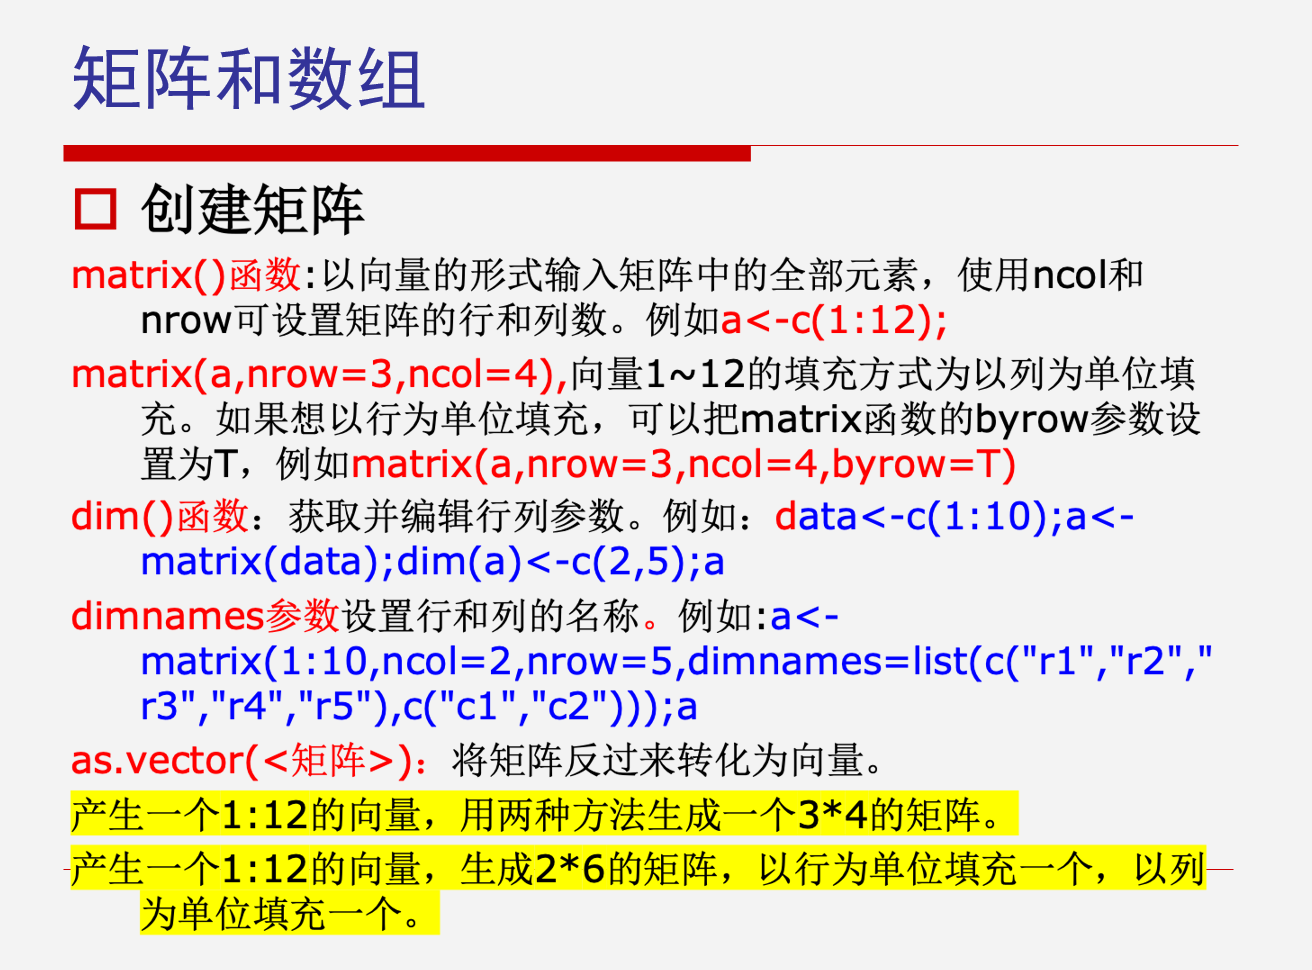 矩阵和数组
创建矩阵
matrix()函数:以向量的形式输入矩阵中的全部元素，使用ncol和
nrow可设置矩阵的行和列数。例如a<-c(1:12);
matrix(a,nrow=3,ncol=4),向量1~12的填充方式为以列为单位填
充。如果想以行为单位填充，可以把matrix函数的byrow参数设
置为T，例如matrix(a,nrow=3,ncol=4,byrow=T)
dim()函数：获取并编辑行列参数。例如：data<-c(1:10);a<-
matrix(data);dim(a)<-c(2,5);a
dimnames参数设置行和列的名称。例如:a<-
matrix(1:10,ncol=2,nrow=5,dimnames=list(c("r1","r2","
r3","r4","r5"),c("c1","c2")));a
as.vector(<矩阵>)：将矩阵反过来转化为向量。
产生一个1:12的向量，用两种方法生成一个3*4的矩阵。
产生一个1:12的向量，生成2*6的矩阵，以行为单位填充一个，以列
为单位填充一个。